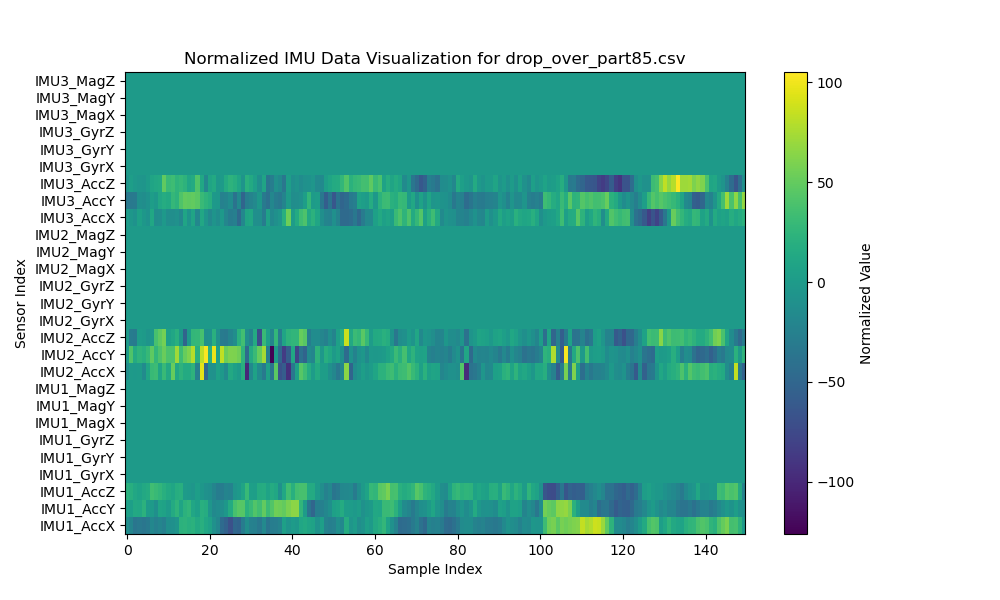 Normalized IMU Data Visualization for drop_over_part85.csv
IMU3_MagZ
IMU3_MagY
IMU3_MagX
IMU3_GyrZ
IMU3_GyrY
IMU3_GyrX
IMU3_AccZ
IMU3_AccY
IMU3_AccX
IMU2_MagZ
IMU2_MagY
IMU2_MagX
IMU2_GyrZ
IMU2_GyrY
IMU2_GyrX
IMU2_AccZ
IMU2_AccY
IMU2_AccX
IMU1_MagZ
IMU1_MagY
IMU1_MagX
IMU1_GyrZ
IMU1_GyrY
IMU1_GyrX
IMU1_AccZ
IMU1_AccY
IMU1_AccX
Sensor Index
0 20 40 60 80 100 120 140
Sample Index
100
50
0
−50
−100
Normalized Value